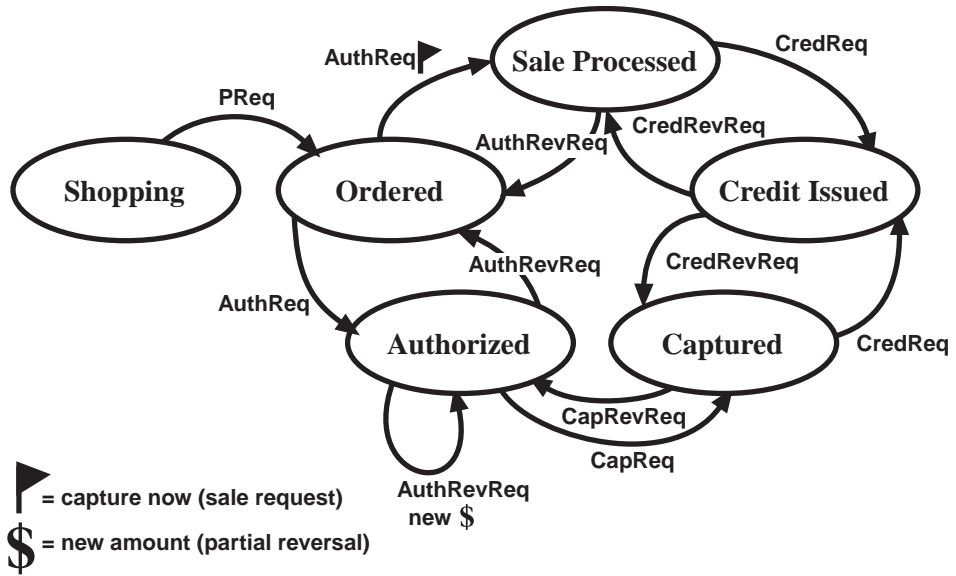 Sale Processed
CredReq
AuthReq
PReq
AuthRevReq
CredRevReq
Shopping
Ordered
Credit Issued
AuthRevReq
CredRevReq
AuthReq
Authorized
Captured
CredReq
CapRevReq
CapReq
AuthRevReq
new $
= capture now (sale request)
$ = new amount (partial reversal)